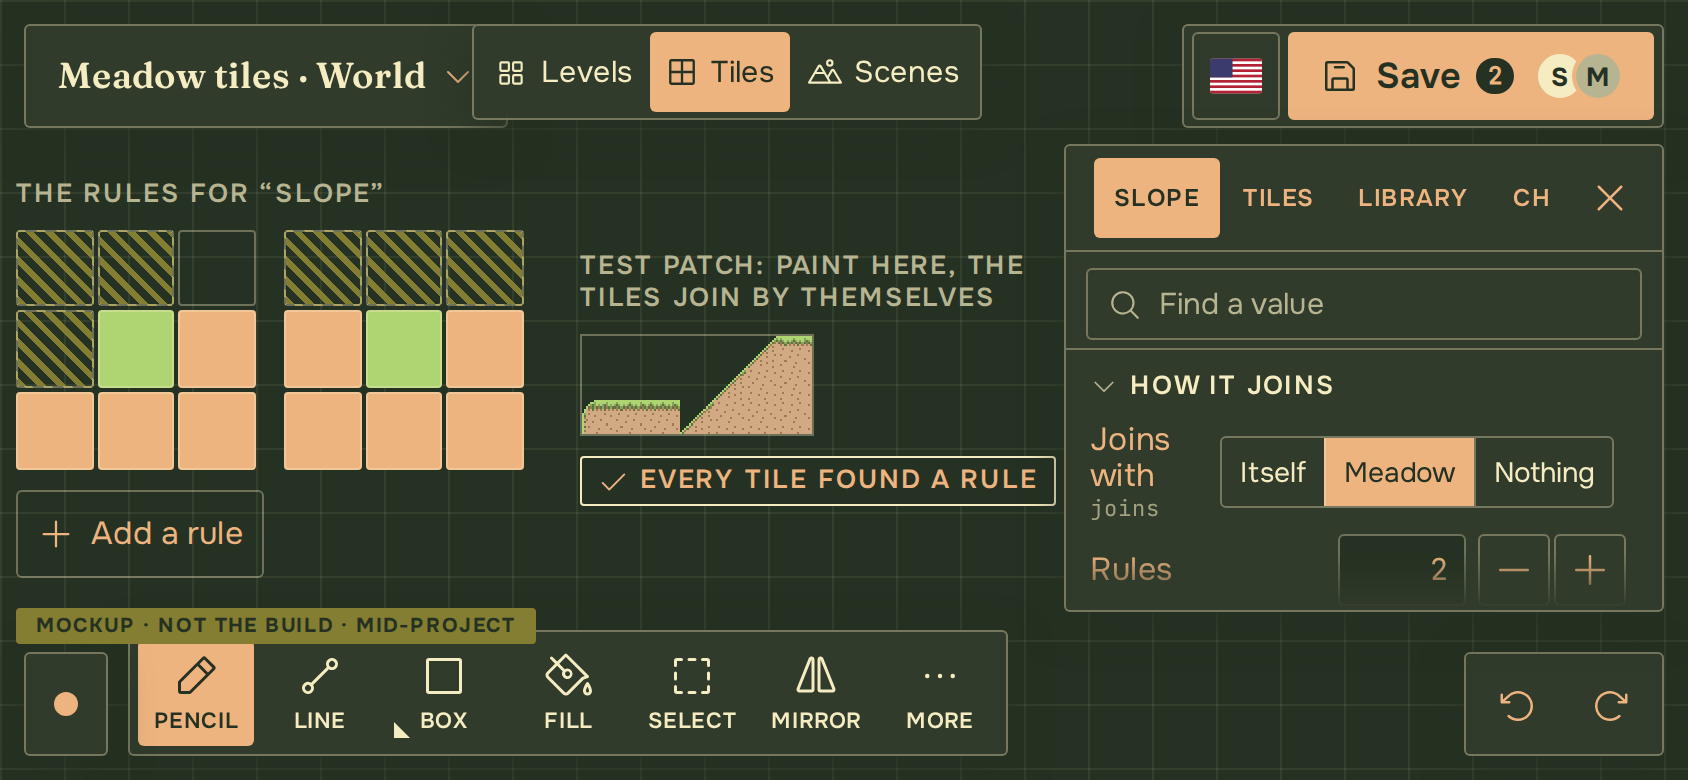 Meadow tiles · World
Levels
Tiles
Scenes
Save 2 S M
THE RULES FOR “SLOPE”
TEST PATCH: PAINT HERE, THE
TILES JOIN BY THEMSELVES
EVERY TILE FOUND A RULE
Add a rule
SLOPE
TILES
LIBRARY
CH
Find a value
HOW IT JOINS
Joins
with
joins
Itself
Meadow
Nothing
Rules
2
MOCKUP · NOT THE BUILD · MID-PROJECT
PENCIL
LINE
BOX
FILL
SELECT
MIRROR
MORE